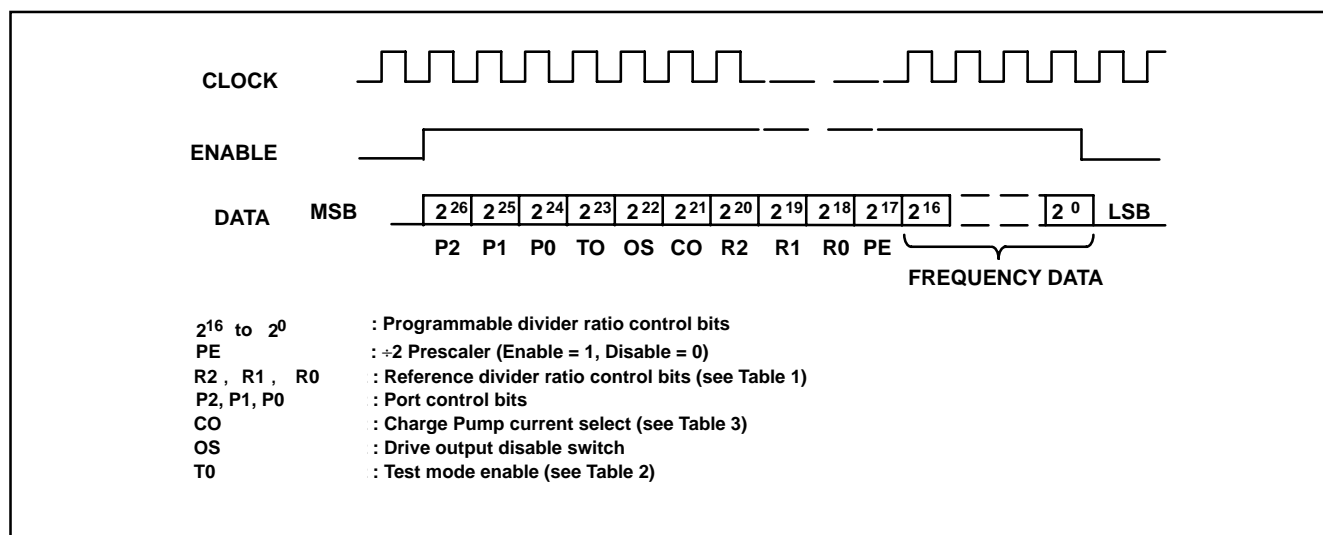 CLOCK
ENABLE
DATA MSB 2^26 2^25 2^24 2^23 2^22 2^21 2^20 2^19 2^18 2^17 2^16 2^0 LSB
P2 P1 P0 TO OS CO R2 R1 R0 PE
FREQUENCY DATA
2^16 to 2^0 : Programmable divider ratio control bits
PE : ÷2 Prescaler (Enable = 1, Disable = 0)
R2 , R1 , R0 : Reference divider ratio control bits (see Table 1)
P2, P1, P0 : Port control bits
CO : Charge Pump current select (see Table 3)
OS : Drive output disable switch
T0 : Test mode enable (see Table 2)